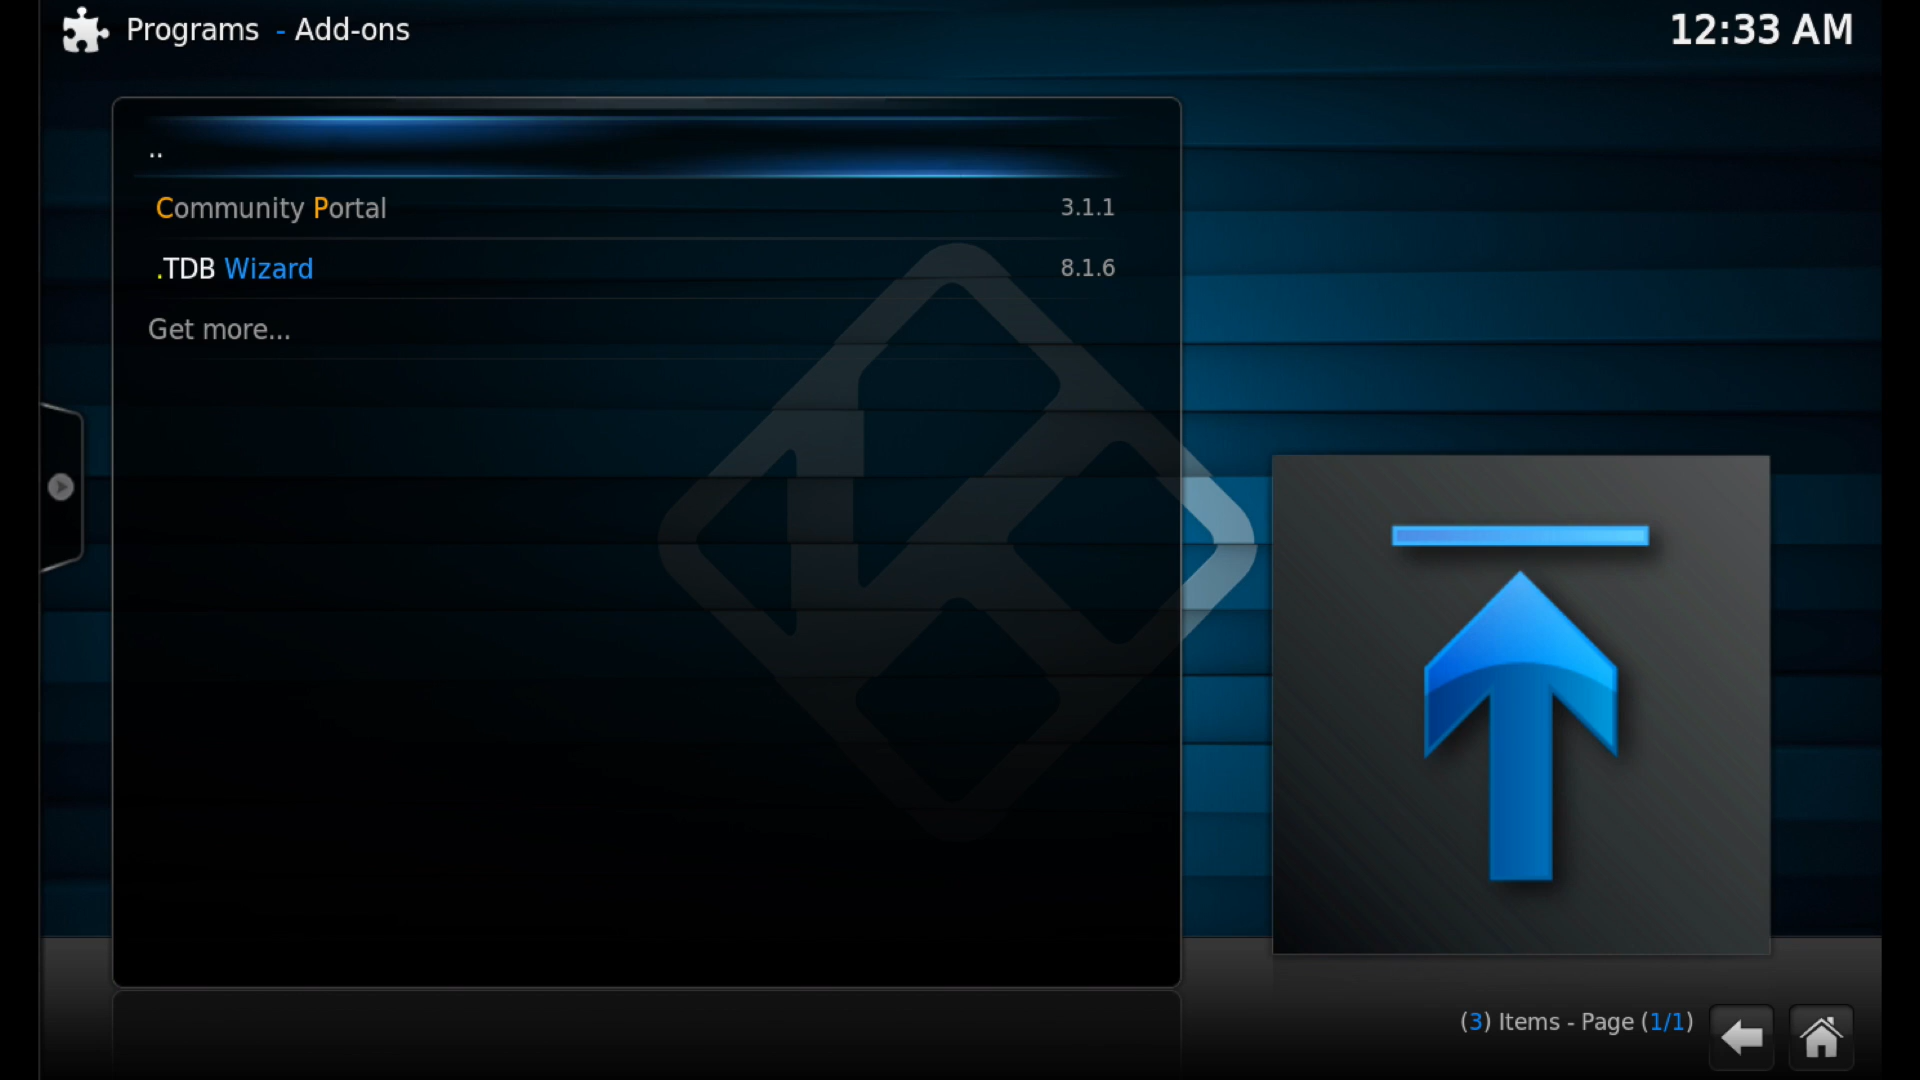 Programs - Add-ons
12:33 AM
..
Community Portal 3.1.1
.TDB Wizard 8.1.6
Get more...
(3) Items - Page (1/1)